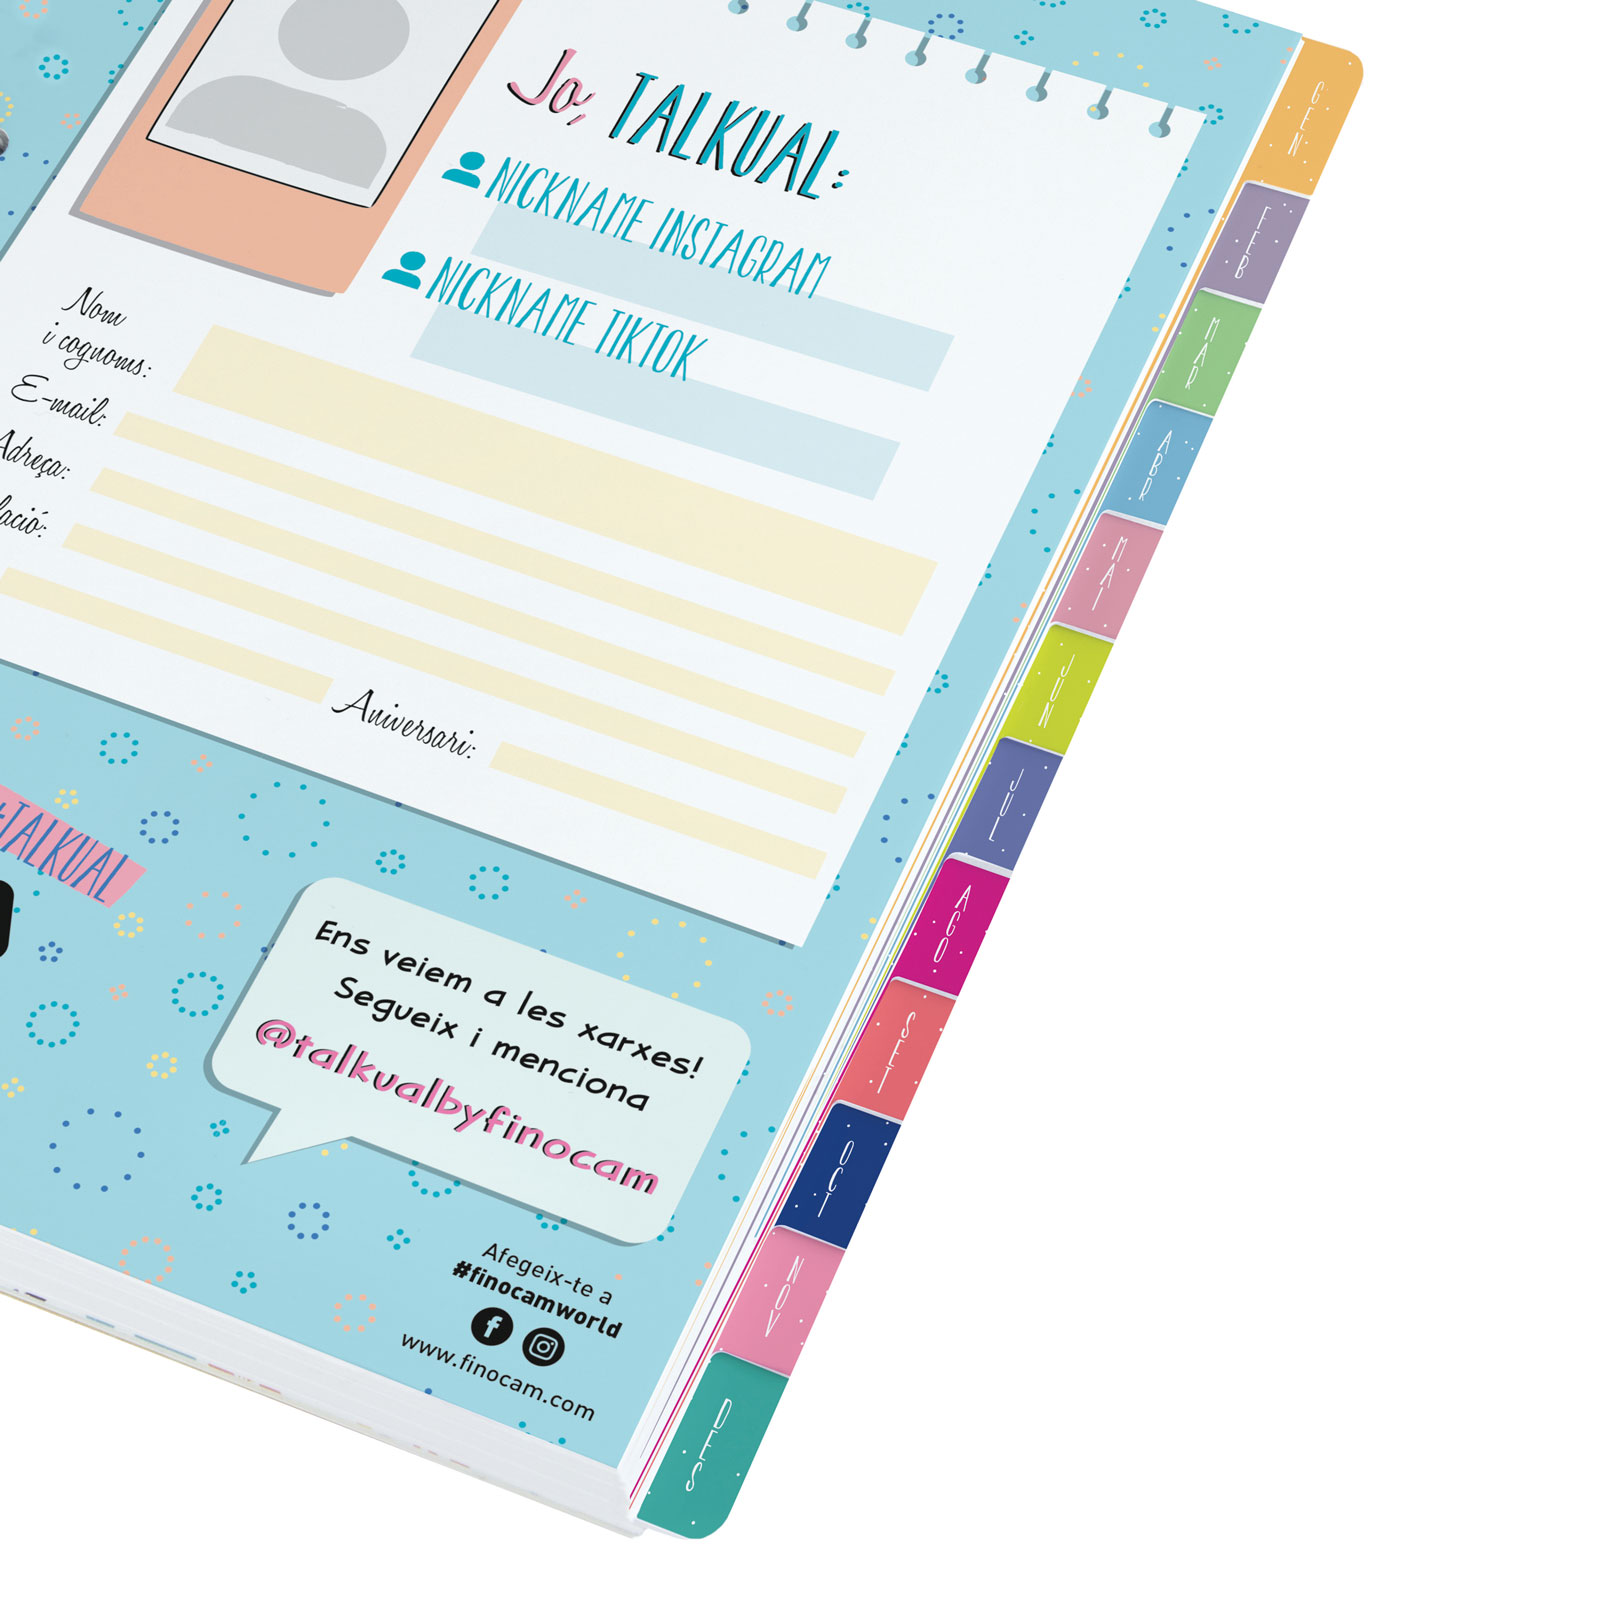 Jo, TALKUAL:
NICKNAME INSTAGRAM
NICKNAME TIKTOK
Nom
i cognoms:
E-mail:
Adreça:
lació:
Aniversari:
#TALKUAL
Ens veiem a les xarxes!
Segueix i menciona
@talkualbyfinocam
Afegeix-te a
#finocamworld
www.finocam.com
GEN
FEB
MAR
ABR
MAI
JUN
JUL
AGO
SET
OCT
NOV
DES